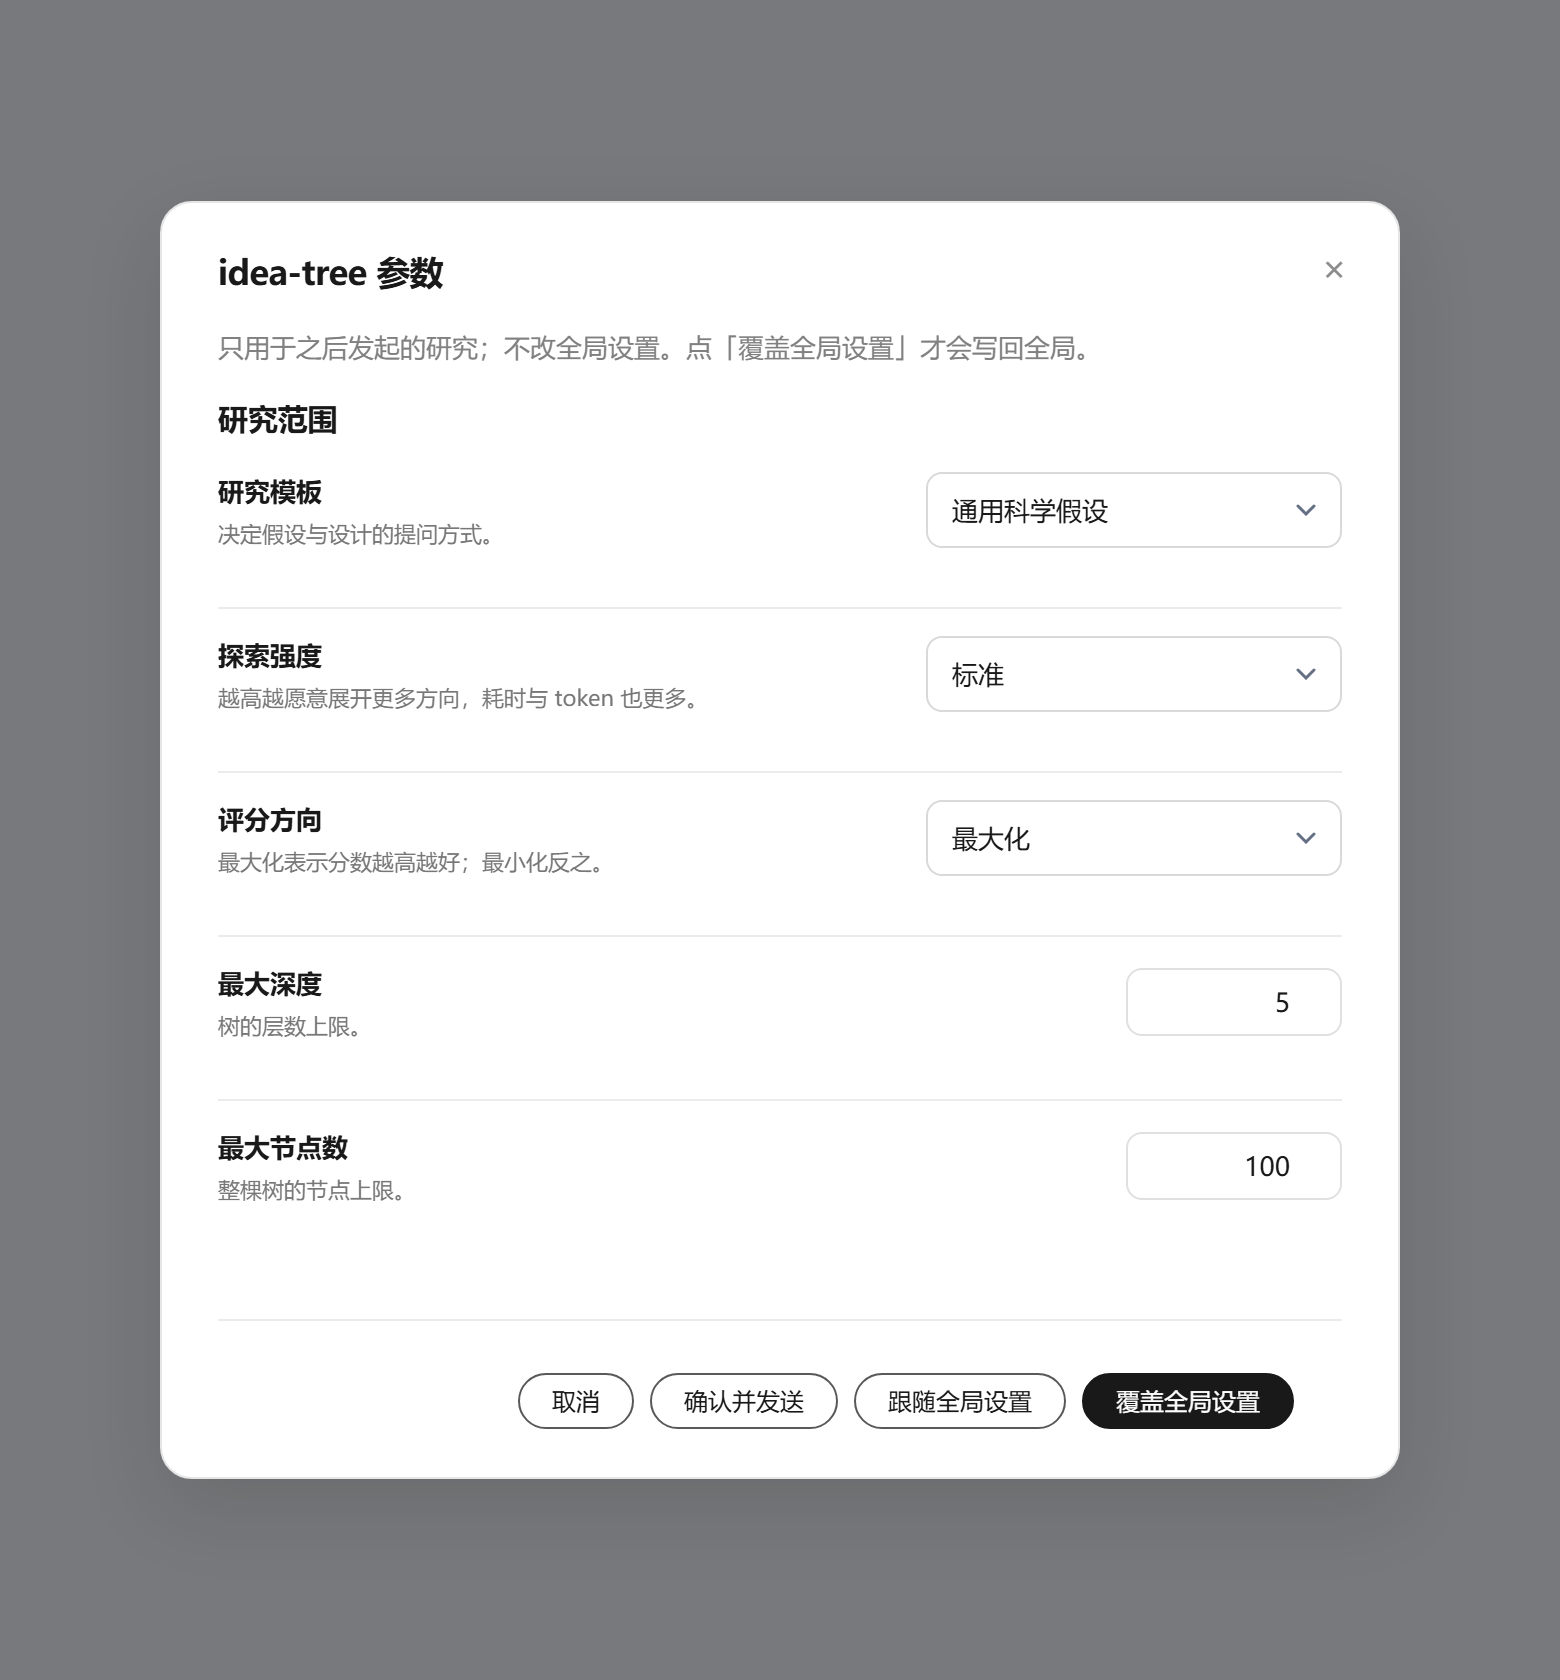 idea-tree 参数
×
只用于之后发起的研究；不改全局设置。点「覆盖全局设置」才会写回全局。
研究范围
研究模板
通用科学假设
决定假设与设计的提问方式。
探索强度
标准
越高越愿意展开更多方向，耗时与 token 也更多。
评分方向
最大化
最大化表示分数越高越好；最小化反之。
最大深度
5
树的层数上限。
最大节点数
100
整棵树的节点上限。
取消
确认并发送
跟随全局设置
覆盖全局设置